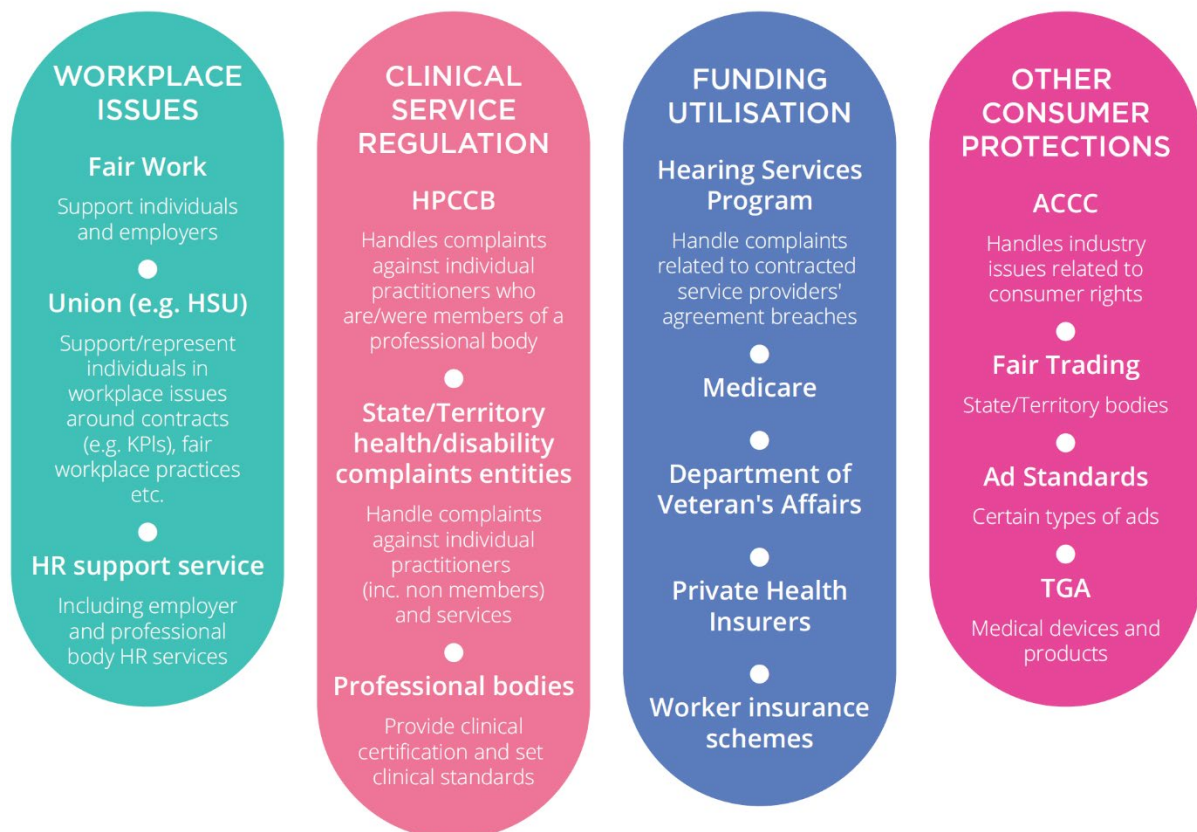 WORKPLACE
ISSUES
Fair Work
Support individuals
and employers
Union (e.g. HSU)
Support/represent
individuals in
workplace issues
around contracts
(e.g. KPIs), fair
workplace practices
etc.
HR support service
Including employer
and professional
body HR services
CLINICAL
SERVICE
REGULATION
HPCCB
Handles complaints
against individual
practitioners who
are/were members of a
professional body
State/Territory
health/disability
complaints entities
Handle complaints
against individual
practitioners
(inc. non members)
and services
Professional bodies
Provide clinical
certification and set
clinical standards
FUNDING
UTILISATION
Hearing Services
Program
Handle complaints
related to contracted
service providers'
agreement breaches
Medicare
Department of
Veteran's Affairs
Private Health
Insurers
Worker insurance
schemes
OTHER
CONSUMER
PROTECTIONS
ACCC
Handles industry
issues related to
consumer rights
Fair Trading
State/Territory bodies
Ad Standards
Certain types of ads
TGA
Medical devices and
products